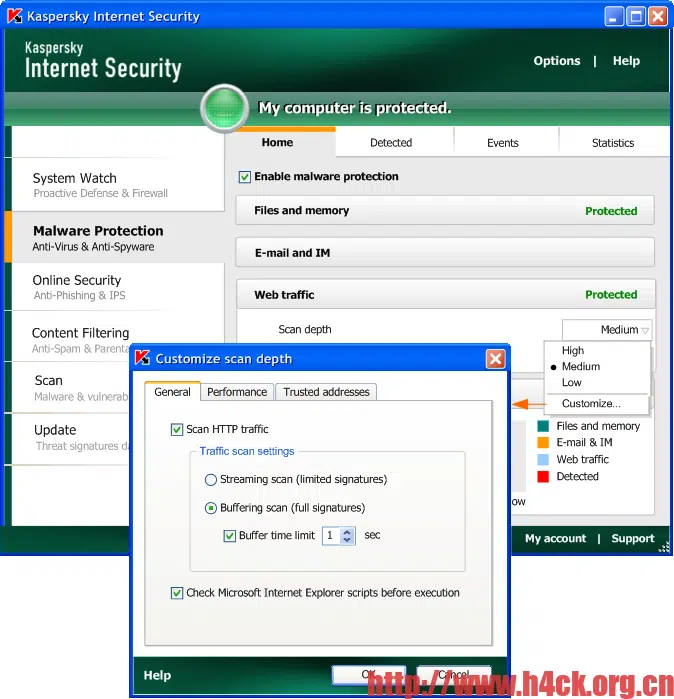 Kaspersky Internet Security
Kaspersky
Internet Security
Options | Help
My computer is protected.
Home
Detected
Events
Statistics
System Watch
Proactive Defense & Firewall
Malware Protection
Anti-Virus & Anti-Spyware
Online Security
Anti-Phishing & IPS
Content Filtering
Anti-Spam & Parenta
Scan
Malware & vulnerab
Update
Threat signatures da
Enable malware protection
Files and memory Protected
E-mail and IM
Web traffic Protected
Scan depth Medium
High
Medium
Low
Customize...
Files and memory
E-mail & IM
Web traffic
Detected
ow
My account | Support
Customize scan depth
General
Performance
Trusted addresses
Scan HTTP traffic
Traffic scan settings
Streaming scan (limited signatures)
Buffering scan (full signatures)
Buffer time limit 1 sec
Check Microsoft Internet Explorer scripts before execution
Help
OK
Cancel
http://www.h4ck.org.cn